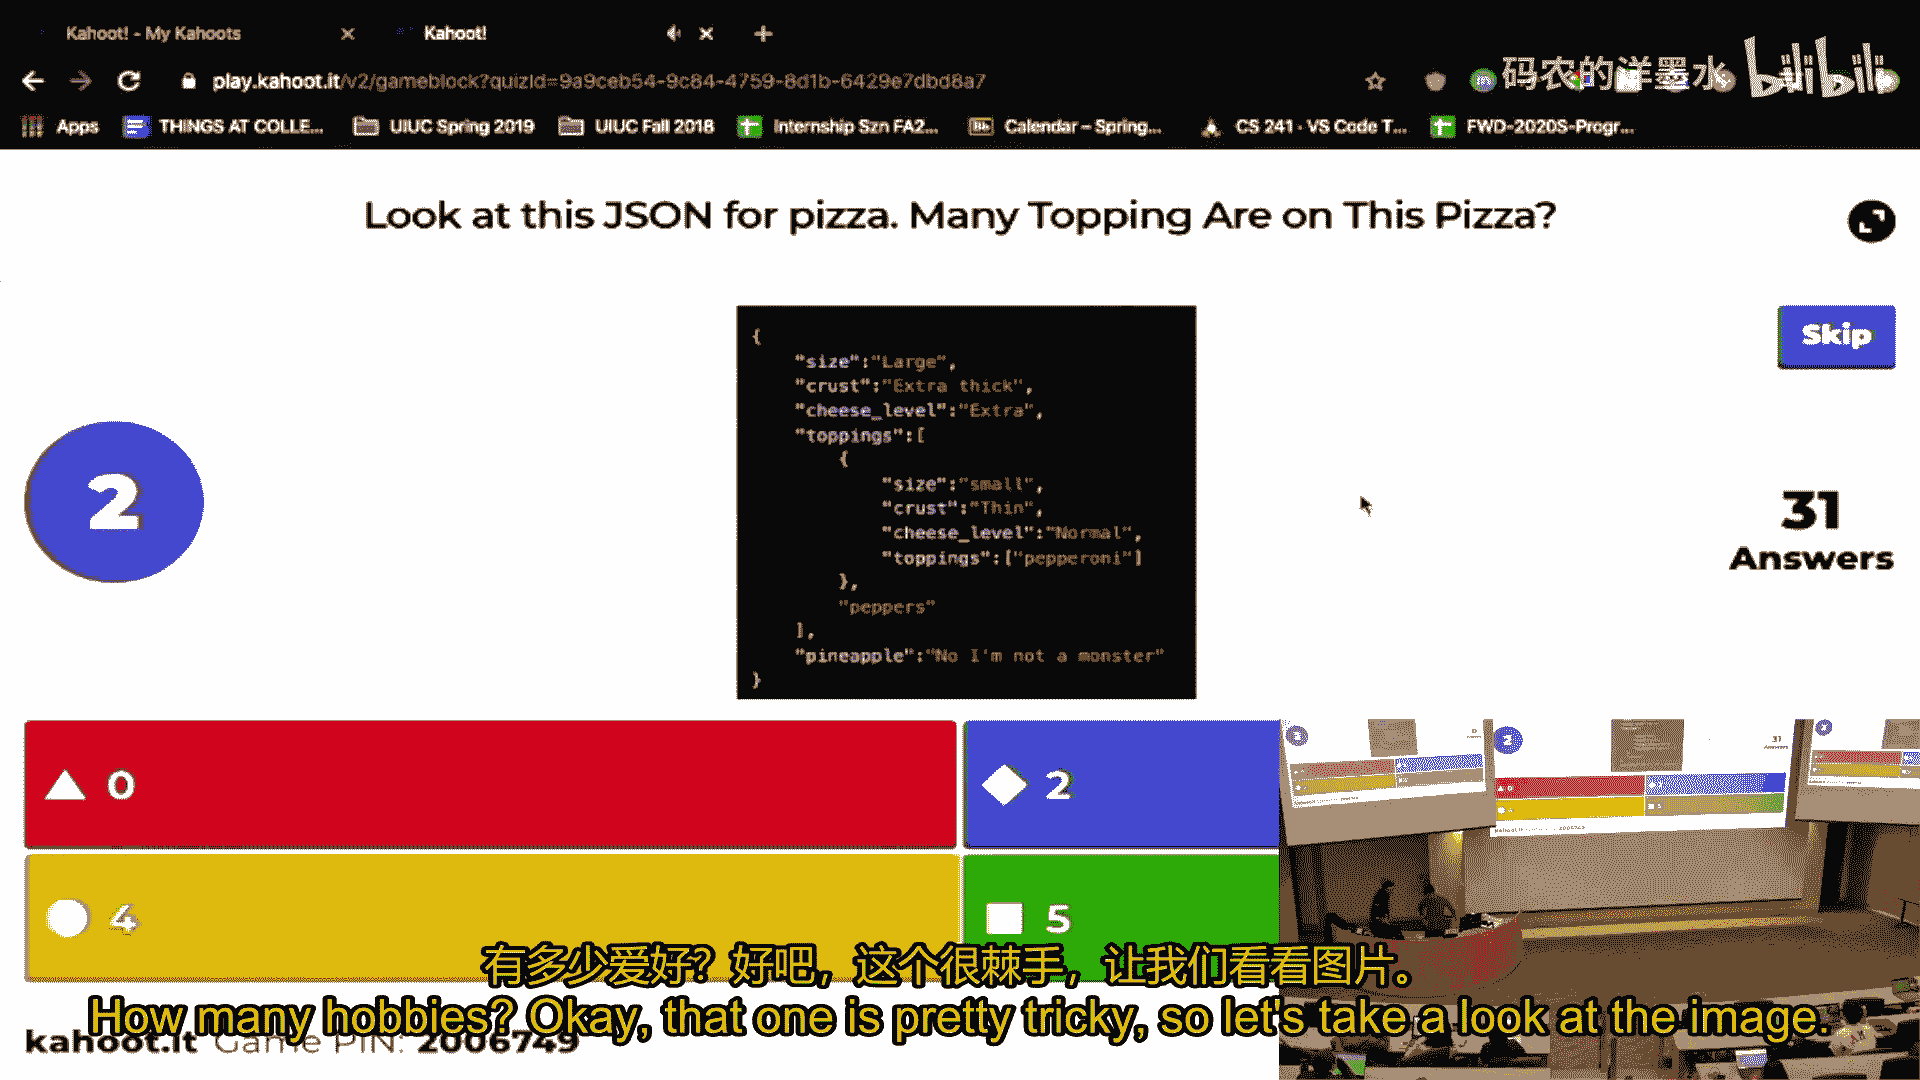 Kahoot! - My Kahoots
Kahoot!
play.kahoot.it/v2/gameblock?quizId=9a9ceb54-9c84-4759-8d1b-6429e7dbd8a7
码农的洋墨水 bilibili
Apps
THINGS AT COLLE...
UIUC Spring 2019
UIUC Fall 2018
Internship Szn FA2...
Calendar – Spring...
CS 241 - VS Code T...
FWD-2020S-Progr...
Look at this JSON for pizza. Many Topping Are on This Pizza?
Skip
{
"size":"Large",
"crust":"Extra thick",
"cheese_level":"Extra",
"toppings":[
{
"size":"small",
"crust":"Thin",
"cheese_level":"Normal",
"toppings":["pepperoni"]
},
"peppers"
],
"pineapple":"No I'm not a monster"
}
2
31
Answers
0
2
4
5
有多少爱好？好吧，这个很棘手，让我们看看图片。
How many hobbies? Okay, that one is pretty tricky, so let's take a look at the image.
kahoot.it Game PIN: 2006749